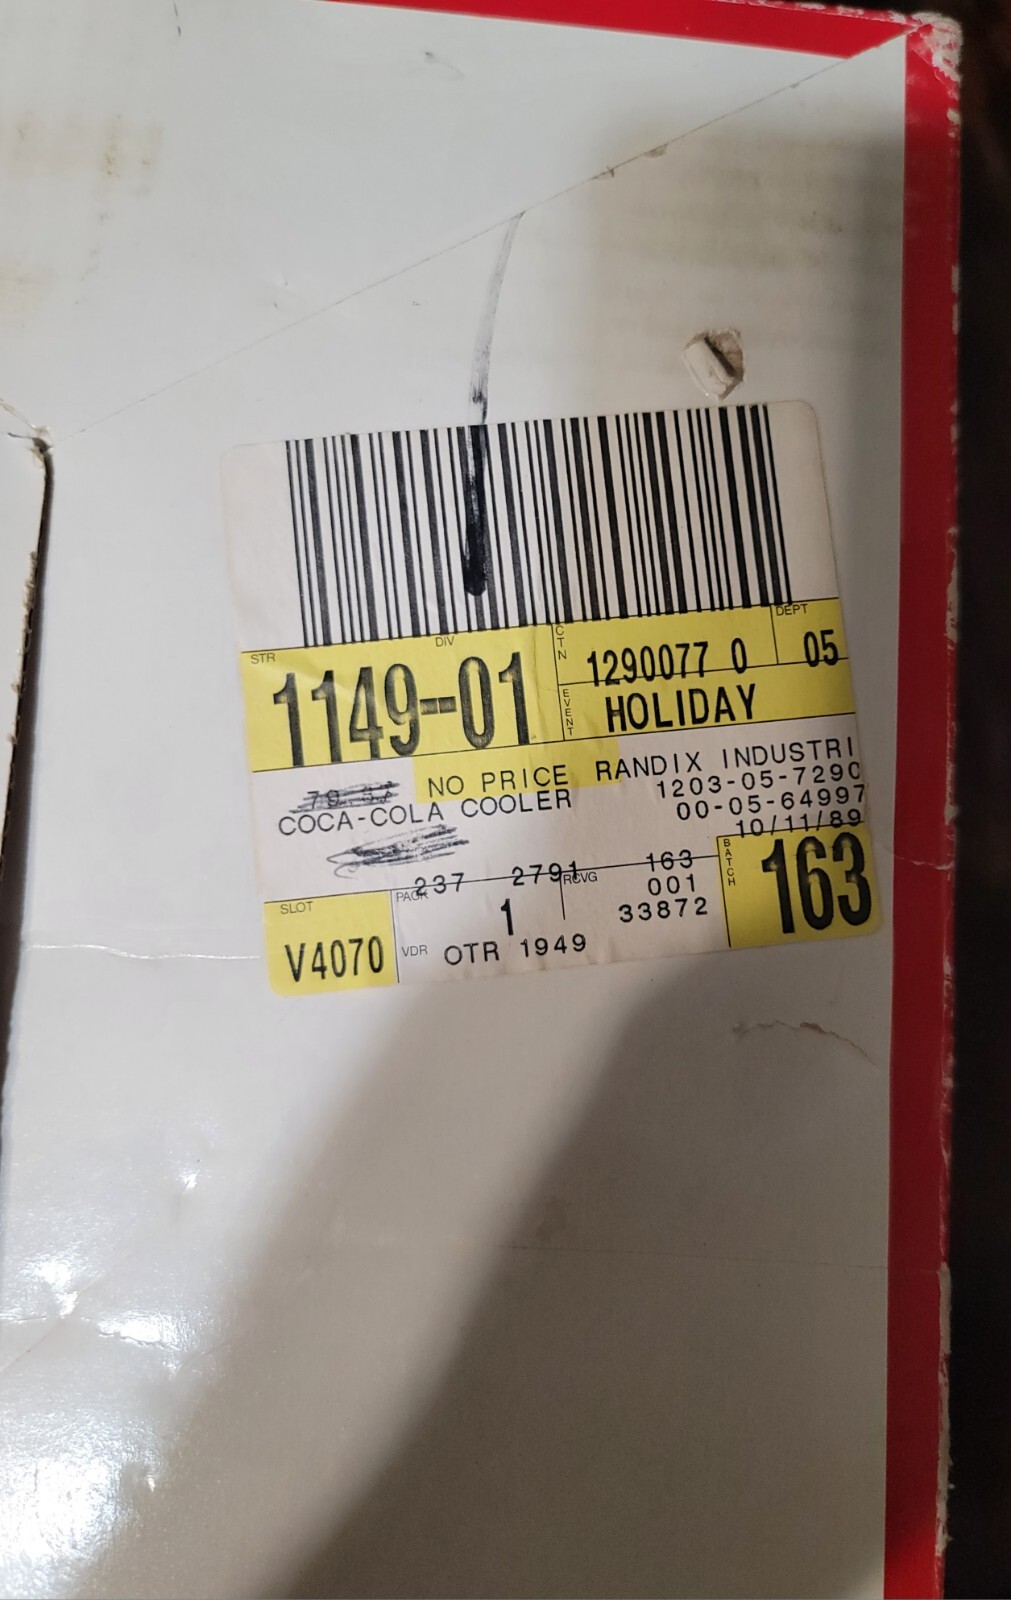 STR DIV
1149--01
CTN 1290077 0
DEPT 05
EVENT HOLIDAY
NO PRICE RANDIX INDUSTRI
1203-05-7290
COCA-COLA COOLER 00-05-64997
10/11/89
237 2791 163
PACK 1 RCVG 001
33872
BATCH 163
SLOT V4070
VDR OTR 1949